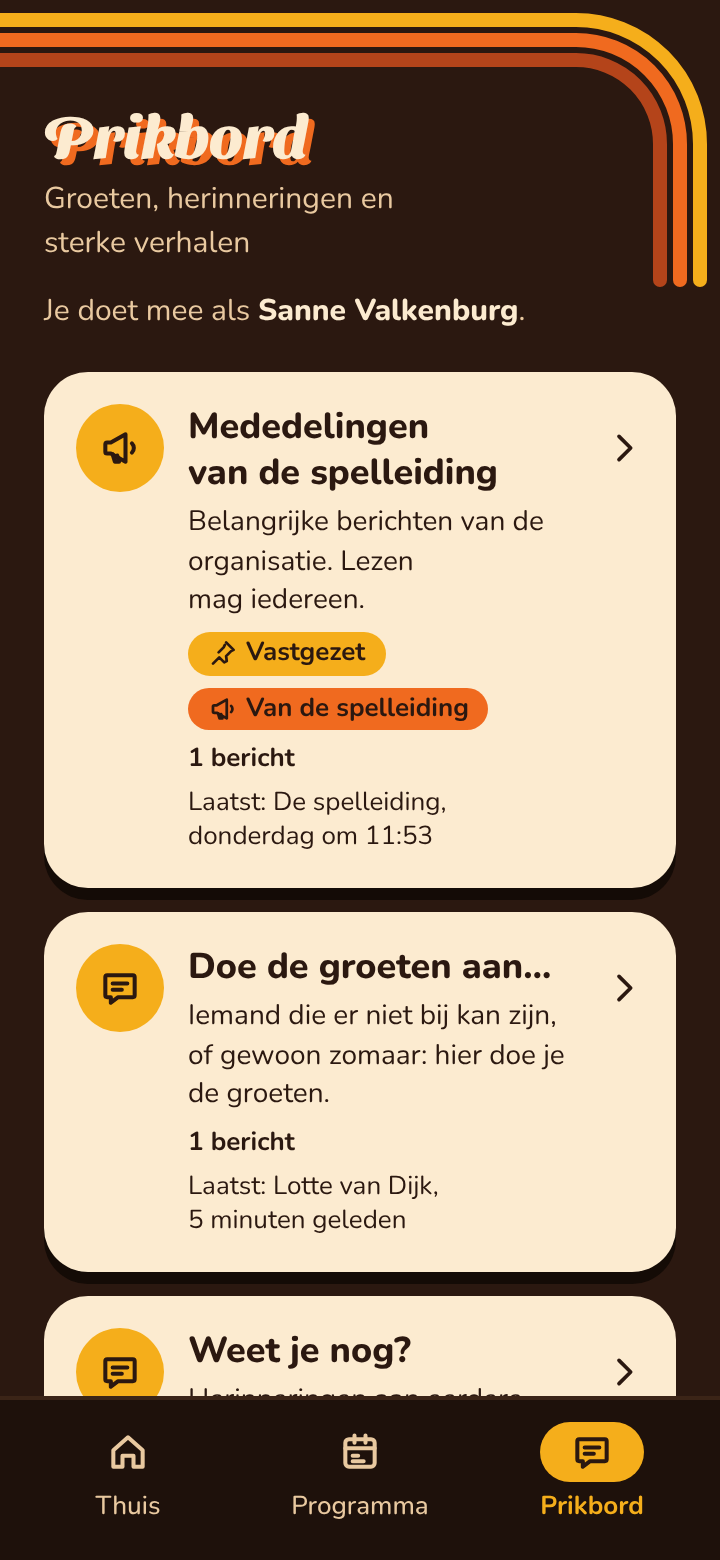 Prikbord
Groeten, herinneringen en
sterke verhalen
Je doet mee als Sanne Valkenburg.
Mededelingen
van de spelleiding
Belangrijke berichten van de
organisatie. Lezen
mag iedereen.
Vastgezet
Van de spelleiding
1 bericht
Laatst: De spelleiding,
donderdag om 11:53
Doe de groeten aan…
Iemand die er niet bij kan zijn,
of gewoon zomaar: hier doe je
de groeten.
1 bericht
Laatst: Lotte van Dijk,
5 minuten geleden
Weet je nog?
Herinneringen aan eerdere
Thuis
Programma
Prikbord